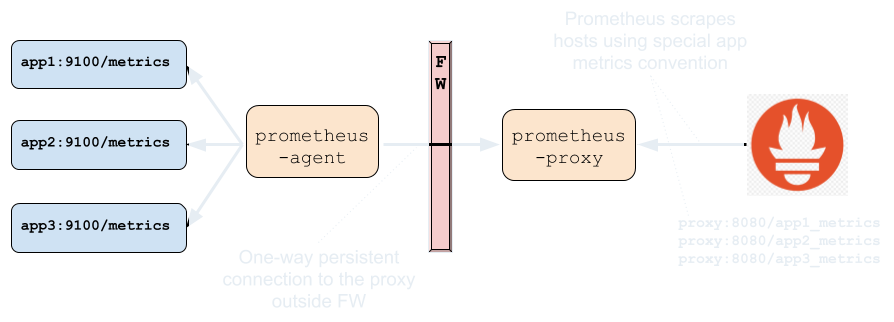 Prometheus scrapes
hosts using special app
metrics convention
app1:9100/metrics
F
W
prometheus
-agent
prometheus
-proxy
app2:9100/metrics
app3:9100/metrics
proxy:8080/app1_metrics
proxy:8080/app2_metrics
proxy:8080/app3_metrics
One-way persistent
connection to the proxy
outside FW